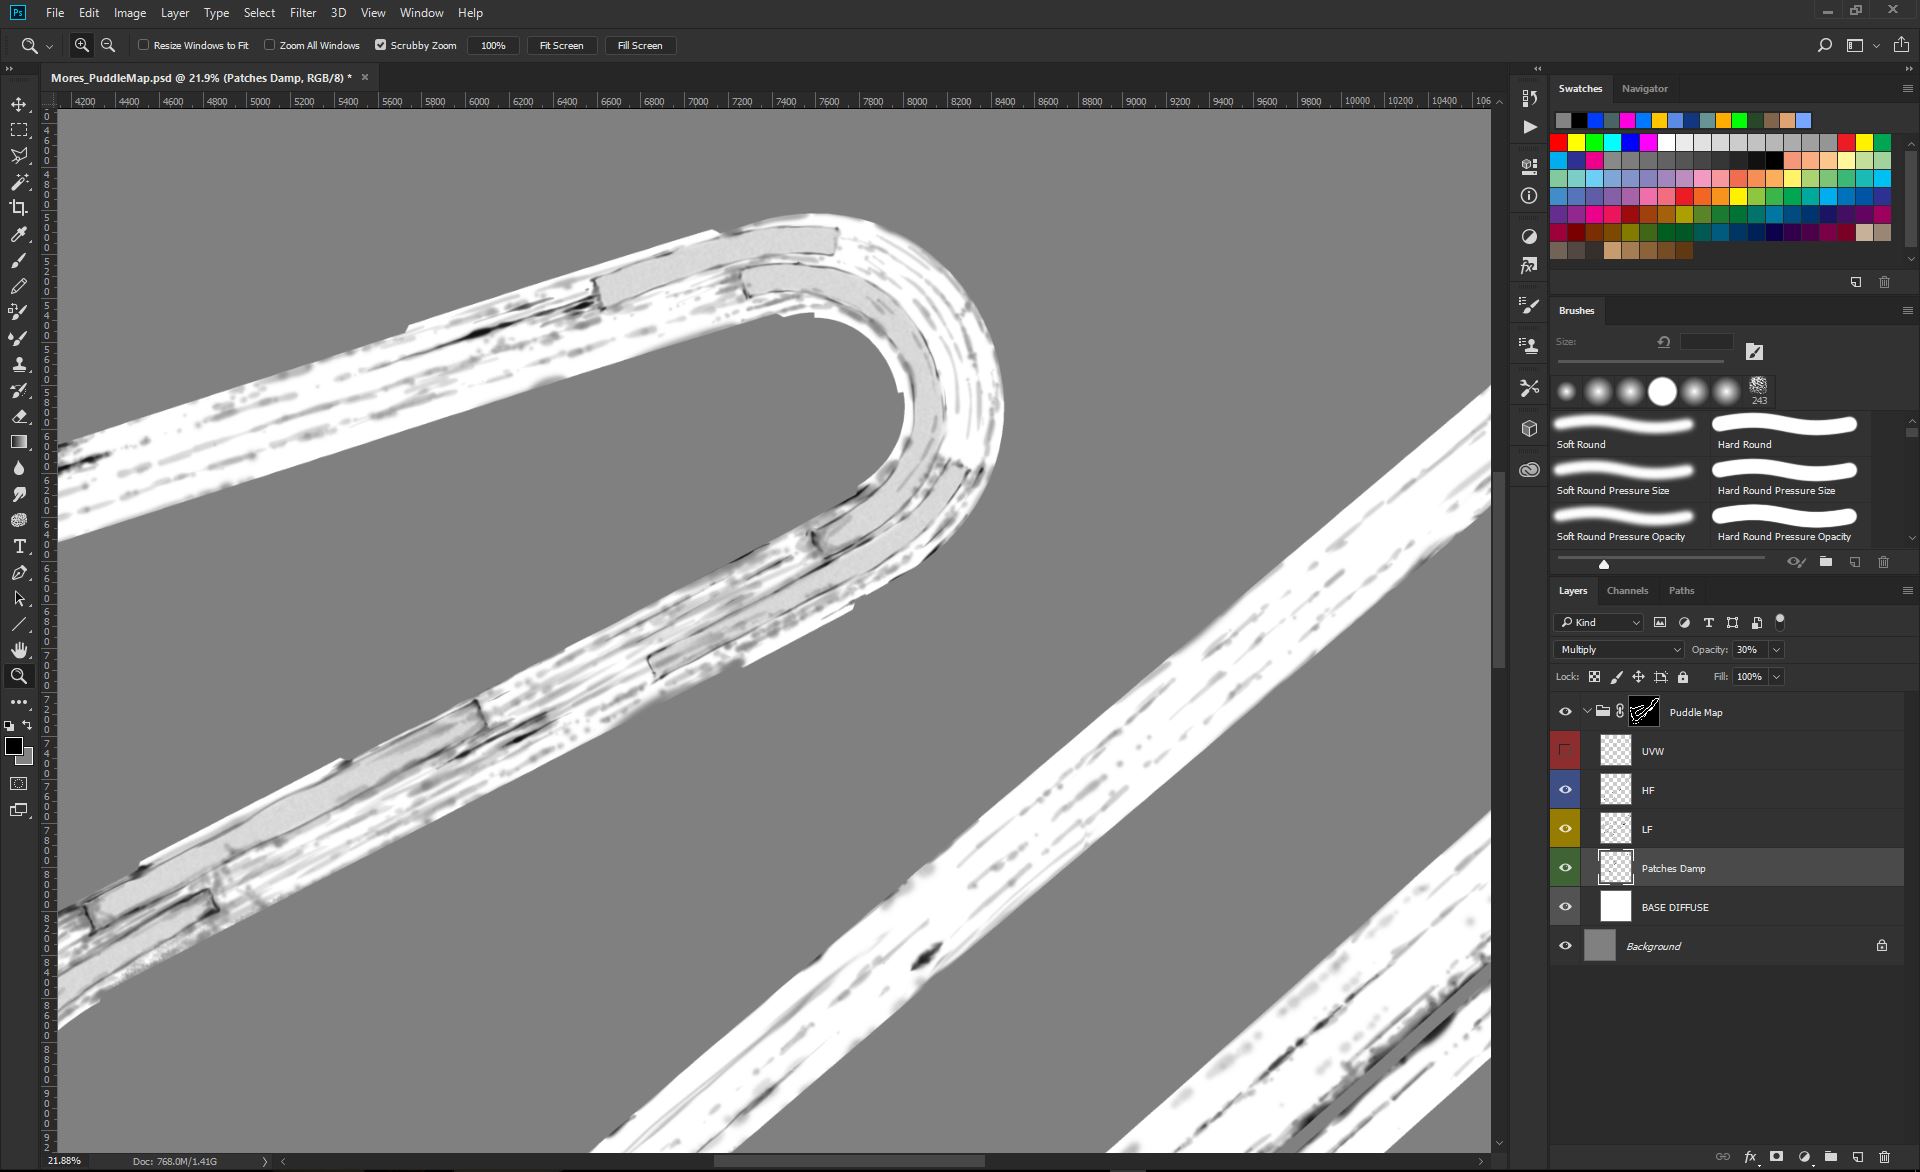 Ps File Edit Image Layer Type Select Filter 3D View Window Help
Resize Windows to Fit Zoom All Windows Scrubby Zoom 100% Fit Screen Fill Screen
Mores_PuddleMap.psd @ 21.9% (Patches Damp, RGB/8) * ×
4200 4400 4600 4800 5000 5200 5400 5600 5800 6000 6200 6400 6600 6800 7000 7200 7400 7600 7800 8000 8200 8400 8600 8800 9000 9200 9400 9600 9800 10000 10200 10400 106
Swatches Navigator
Brushes
Size:
243
Soft Round Hard Round
Soft Round Pressure Size Hard Round Pressure Size
Soft Round Pressure Opacity Hard Round Pressure Opacity
Layers Channels Paths
Kind
Multiply Opacity: 30%
Lock: Fill: 100%
Puddle Map
UVW
HF
LF
Patches Damp
BASE DIFFUSE
Background
fx
21.88% Doc: 768.0M/1.41G